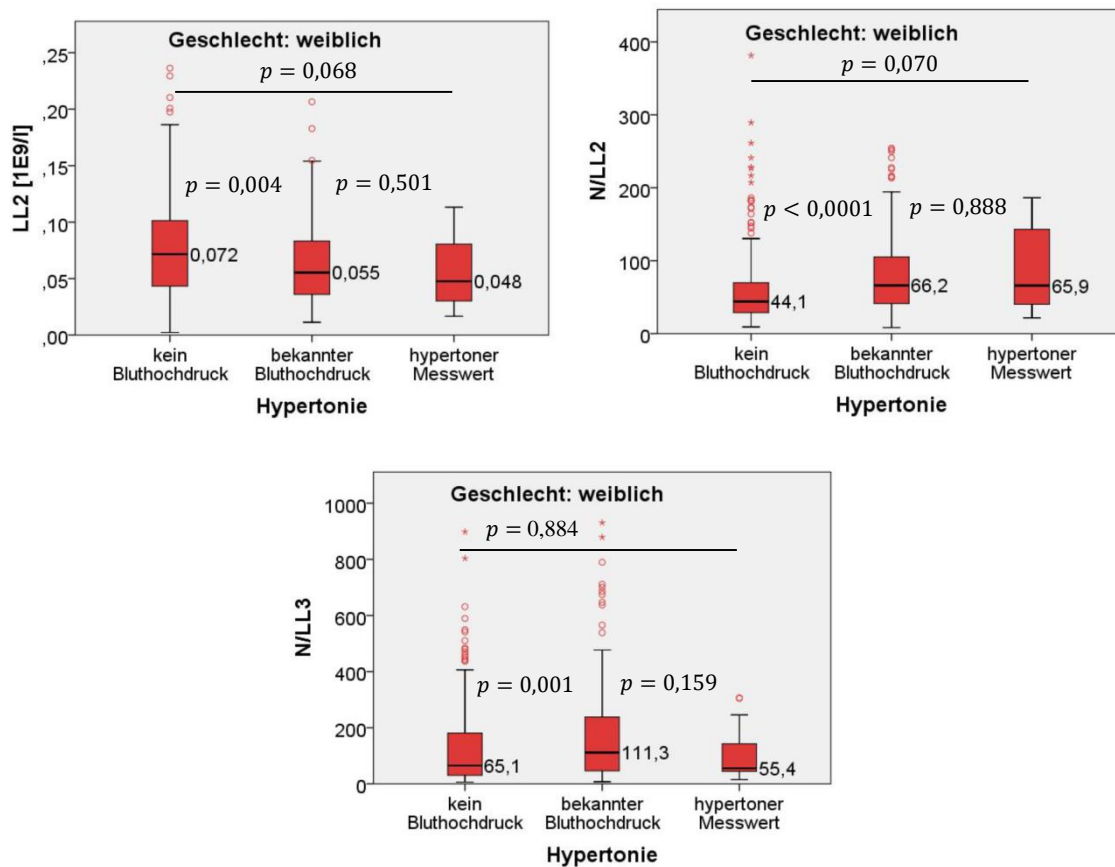 Geschlecht: weiblich
p = 0,068
LL2 [1E9/l]
,25
,20
,15
,10
,05
,00
p = 0,004
p = 0,501
0,072
0,055
0,048
kein Bluthochdruck
bekannter Bluthochdruck
hypertoner Messwert
Hypertonie
Geschlecht: weiblich
p = 0,070
N/LL2
400
300
200
100
0
p < 0,0001
p = 0,888
44,1
66,2
65,9
kein Bluthochdruck
bekannter Bluthochdruck
hypertoner Messwert
Hypertonie
Geschlecht: weiblich
p = 0,884
N/LL3
1000
800
600
400
200
0
p = 0,001
p = 0,159
65,1
111,3
55,4
kein Bluthochdruck
bekannter Bluthochdruck
hypertoner Messwert
Hypertonie